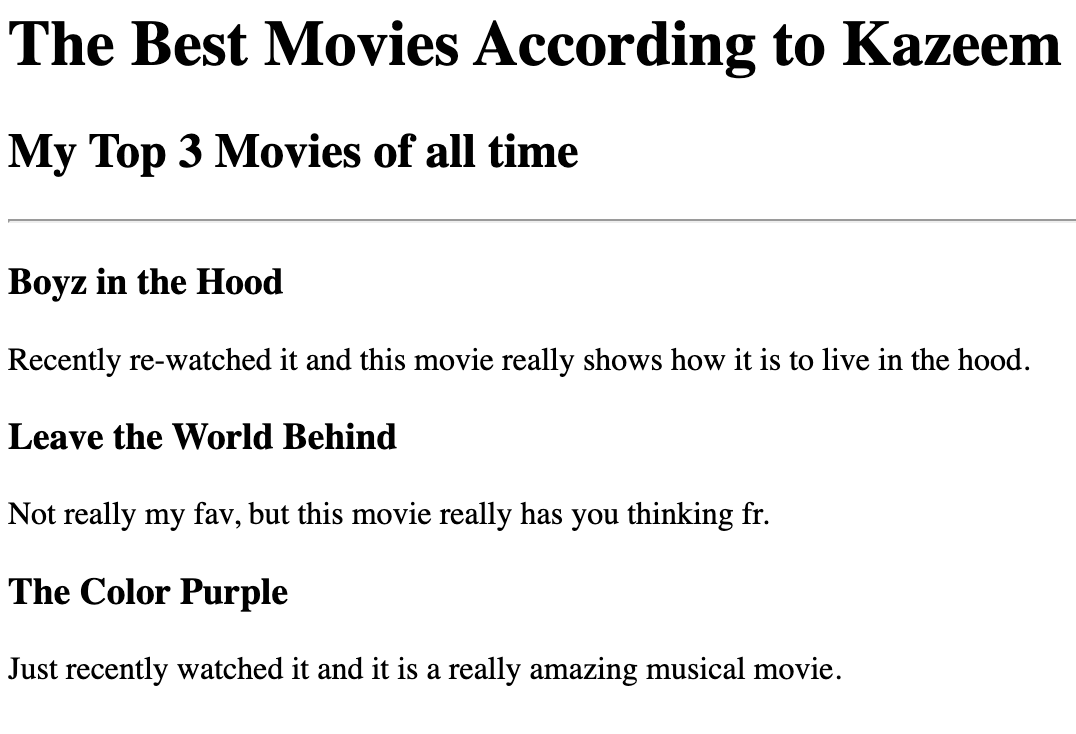 The Best Movies According to Kazeem
My Top 3 Movies of all time
Boyz in the Hood
Recently re-watched it and this movie really shows how it is to live in the hood.
Leave the World Behind
Not really my fav, but this movie really has you thinking fr.
The Color Purple
Just recently watched it and it is a really amazing musical movie.